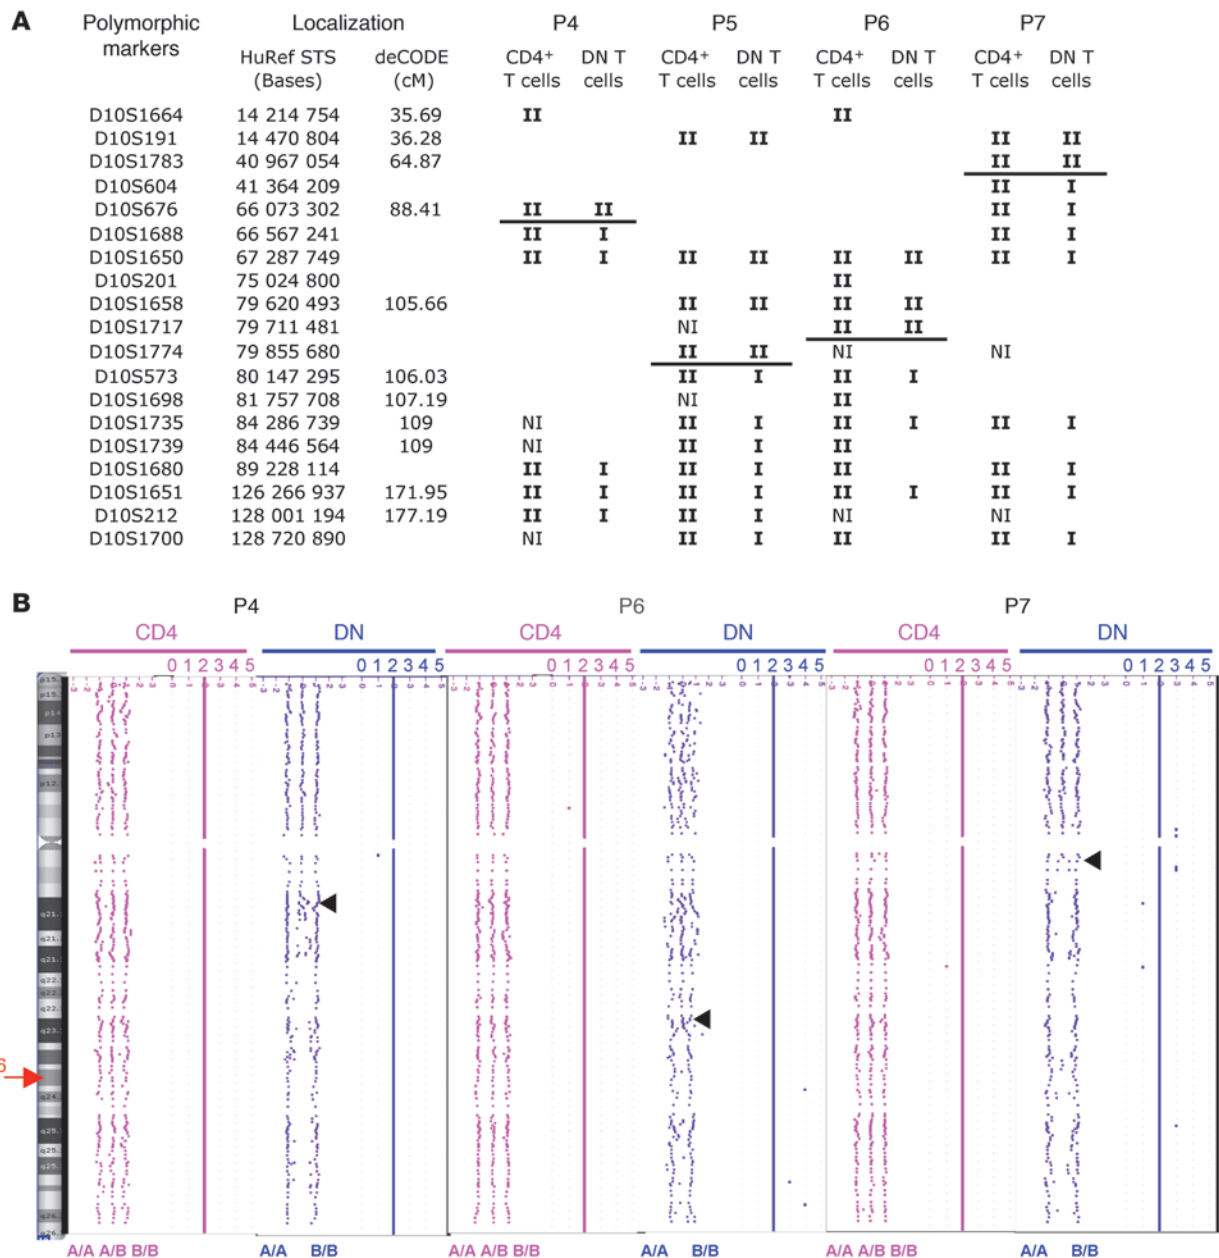 A Polymorphic markers Localization P4 P5 P6 P7
HuRef STS (Bases) deCODE (cM) CD4+ T cells DN T cells CD4+ T cells DN T cells CD4+ T cells DN T cells CD4+ T cells DN T cells
D10S1664 14 214 754 35.69 II II
D10S191 14 470 804 36.28 II II II II
D10S1783 40 967 054 64.87 II II
D10S604 41 364 209 II I
D10S676 66 073 302 88.41 II II II I
D10S1688 66 567 241 II I II I
D10S1650 67 287 749 II I II II II II II I
D10S201 75 024 800 II
D10S1658 79 620 493 105.66 II II II II
D10S1717 79 711 481 NI II II
D10S1774 79 855 680 II II NI NI
D10S573 80 147 295 106.03 II I II I
D10S1698 81 757 708 107.19 NI II
D10S1735 84 286 739 109 NI II I II I II I
D10S1739 84 446 564 109 NI II I II
D10S1680 89 228 114 II I II I II II I
D10S1651 126 266 937 171.95 II I II I II I II I
D10S212 128 001 194 177.19 II I II I NI NI
D10S1700 128 720 890 NI II I II II I
B P4 P6 P7
CD4 DN CD4 DN CD4 DN
0 1 2 3 4 5 0 1 2 3 4 5 0 1 2 3 4 5 0 1 2 3 4 5 0 1 2 3 4 5 0 1 2 3 4 5
6
A/A A/B B/B A/A B/B A/A A/B B/B A/A B/B A/A A/B B/B A/A B/B